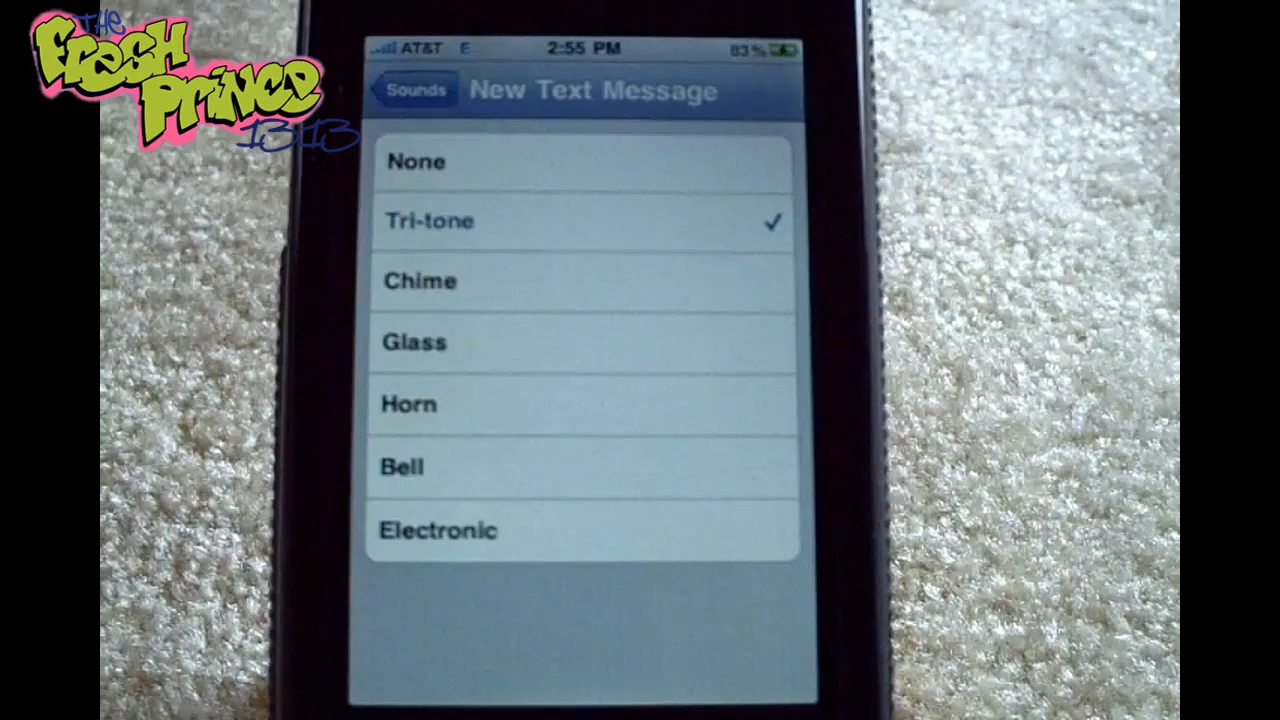 THE
FresH
PriNce
1313
AT&T E 2:55 PM 83%
Sounds New Text Message
None
Tri-tone
Chime
Glass
Horn
Bell
Electronic